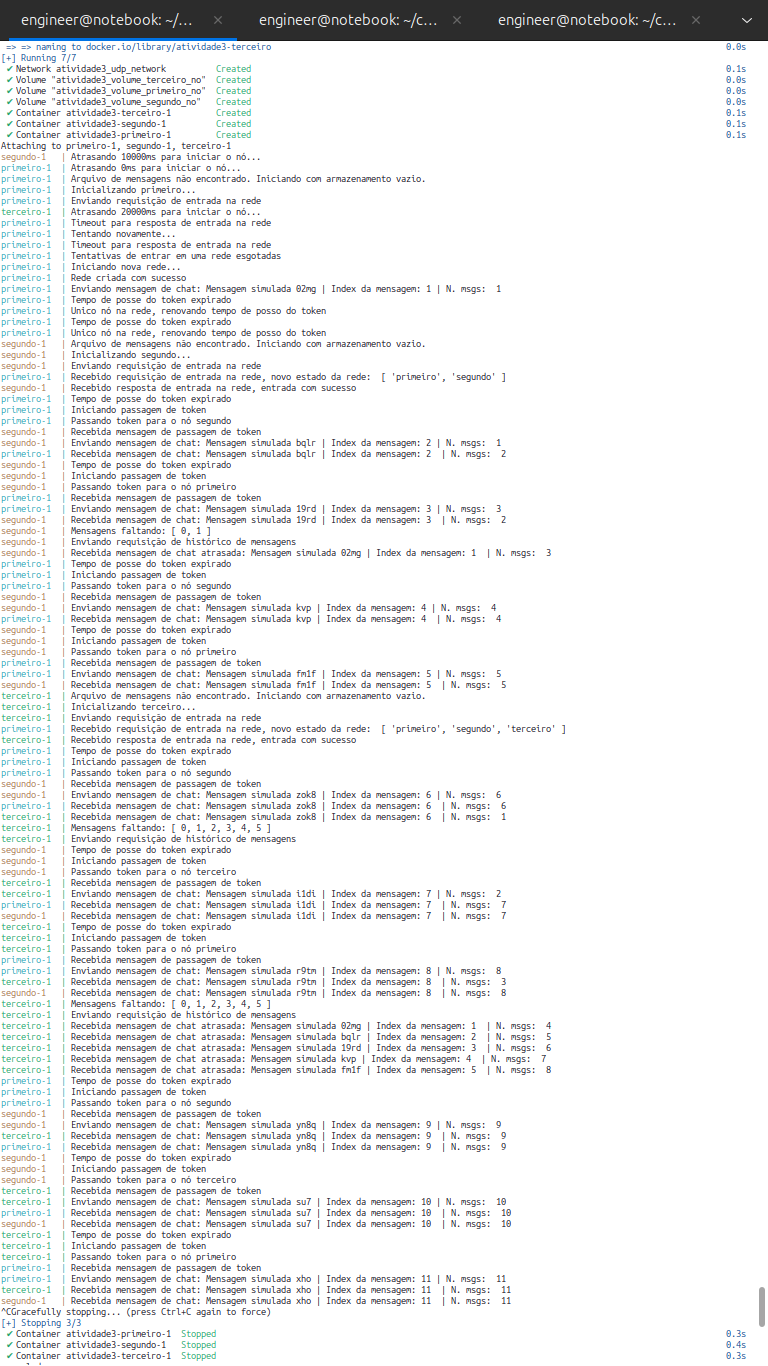 engineer@notebook: ~/... × engineer@notebook: ~/c... × engineer@notebook: ~/c... ×
=> => naming to docker.io/library/atividade3-terceiro 0.0s
[+] Running 7/7
✔ Network atividade3_udp_network Created 0.1s
✔ Volume "atividade3_volume_terceiro_no" Created 0.0s
✔ Volume "atividade3_volume_primeiro_no" Created 0.0s
✔ Volume "atividade3_volume_segundo_no" Created 0.0s
✔ Container atividade3-terceiro-1 Created 0.1s
✔ Container atividade3-segundo-1 Created 0.1s
✔ Container atividade3-primeiro-1 Created 0.1s
Attaching to primeiro-1, segundo-1, terceiro-1
segundo-1 | Atrasando 10000ms para iniciar o nó...
primeiro-1 | Atrasando 0ms para iniciar o nó...
primeiro-1 | Arquivo de mensagens não encontrado. Iniciando com armazenamento vazio.
primeiro-1 | Inicializando primeiro...
primeiro-1 | Enviando requisição de entrada na rede
terceiro-1 | Atrasando 20000ms para iniciar o nó...
primeiro-1 | Timeout para resposta de entrada na rede
primeiro-1 | Tentando novamente...
primeiro-1 | Timeout para resposta de entrada na rede
primeiro-1 | Tentativas de entrar em uma rede esgotadas
primeiro-1 | Iniciando nova rede...
primeiro-1 | Rede criada com sucesso
primeiro-1 | Enviando mensagem de chat: Mensagem simulada 02mg | Index da mensagem: 1 | N. msgs: 1
primeiro-1 | Tempo de posse do token expirado
primeiro-1 | Unico nó na rede, renovando tempo de posso do token
primeiro-1 | Tempo de posse do token expirado
primeiro-1 | Unico nó na rede, renovando tempo de posso do token
segundo-1 | Arquivo de mensagens não encontrado. Iniciando com armazenamento vazio.
segundo-1 | Inicializando segundo...
segundo-1 | Enviando requisição de entrada na rede
primeiro-1 | Recebido requisição de entrada na rede, novo estado da rede: [ 'primeiro', 'segundo' ]
segundo-1 | Recebido resposta de entrada na rede, entrada com sucesso
primeiro-1 | Tempo de posse do token expirado
primeiro-1 | Iniciando passagem de token
primeiro-1 | Passando token para o nó segundo
segundo-1 | Recebida mensagem de passagem de token
segundo-1 | Enviando mensagem de chat: Mensagem simulada bqlr | Index da mensagem: 2 | N. msgs: 1
primeiro-1 | Recebida mensagem de chat: Mensagem simulada bqlr | Index da mensagem: 2 | N. msgs: 2
segundo-1 | Tempo de posse do token expirado
segundo-1 | Iniciando passagem de token
segundo-1 | Passando token para o nó primeiro
primeiro-1 | Recebida mensagem de passagem de token
primeiro-1 | Enviando mensagem de chat: Mensagem simulada 19rd | Index da mensagem: 3 | N. msgs: 3
segundo-1 | Recebida mensagem de chat: Mensagem simulada 19rd | Index da mensagem: 3 | N. msgs: 2
segundo-1 | Mensagens faltando: [ 0, 1 ]
segundo-1 | Enviando requisição de histórico de mensagens
segundo-1 | Recebida mensagem de chat atrasada: Mensagem simulada 02mg | Index da mensagem: 1 | N. msgs: 3
primeiro-1 | Tempo de posse do token expirado
primeiro-1 | Iniciando passagem de token
primeiro-1 | Passando token para o nó segundo
segundo-1 | Recebida mensagem de passagem de token
segundo-1 | Enviando mensagem de chat: Mensagem simulada kvp | Index da mensagem: 4 | N. msgs: 4
primeiro-1 | Recebida mensagem de chat: Mensagem simulada kvp | Index da mensagem: 4 | N. msgs: 4
segundo-1 | Tempo de posse do token expirado
segundo-1 | Iniciando passagem de token
segundo-1 | Passando token para o nó primeiro
primeiro-1 | Recebida mensagem de passagem de token
primeiro-1 | Enviando mensagem de chat: Mensagem simulada fm1f | Index da mensagem: 5 | N. msgs: 5
segundo-1 | Recebida mensagem de chat: Mensagem simulada fm1f | Index da mensagem: 5 | N. msgs: 5
terceiro-1 | Arquivo de mensagens não encontrado. Iniciando com armazenamento vazio.
terceiro-1 | Inicializando terceiro...
terceiro-1 | Enviando requisição de entrada na rede
primeiro-1 | Recebido requisição de entrada na rede, novo estado da rede: [ 'primeiro', 'segundo', 'terceiro' ]
terceiro-1 | Recebido resposta de entrada na rede, entrada com sucesso
primeiro-1 | Tempo de posse do token expirado
primeiro-1 | Iniciando passagem de token
primeiro-1 | Passando token para o nó segundo
segundo-1 | Recebida mensagem de passagem de token
segundo-1 | Enviando mensagem de chat: Mensagem simulada zok8 | Index da mensagem: 6 | N. msgs: 6
primeiro-1 | Recebida mensagem de chat: Mensagem simulada zok8 | Index da mensagem: 6 | N. msgs: 6
terceiro-1 | Recebida mensagem de chat: Mensagem simulada zok8 | Index da mensagem: 6 | N. msgs: 1
terceiro-1 | Mensagens faltando: [ 0, 1, 2, 3, 4, 5 ]
terceiro-1 | Enviando requisição de histórico de mensagens
segundo-1 | Tempo de posse do token expirado
segundo-1 | Iniciando passagem de token
segundo-1 | Passando token para o nó terceiro
terceiro-1 | Recebida mensagem de passagem de token
terceiro-1 | Enviando mensagem de chat: Mensagem simulada i1di | Index da mensagem: 7 | N. msgs: 2
primeiro-1 | Recebida mensagem de chat: Mensagem simulada i1di | Index da mensagem: 7 | N. msgs: 7
segundo-1 | Recebida mensagem de chat: Mensagem simulada i1di | Index da mensagem: 7 | N. msgs: 7
terceiro-1 | Tempo de posse do token expirado
terceiro-1 | Iniciando passagem de token
terceiro-1 | Passando token para o nó primeiro
primeiro-1 | Recebida mensagem de passagem de token
primeiro-1 | Enviando mensagem de chat: Mensagem simulada r9tm | Index da mensagem: 8 | N. msgs: 8
terceiro-1 | Recebida mensagem de chat: Mensagem simulada r9tm | Index da mensagem: 8 | N. msgs: 3
segundo-1 | Recebida mensagem de chat: Mensagem simulada r9tm | Index da mensagem: 8 | N. msgs: 8
terceiro-1 | Mensagens faltando: [ 0, 1, 2, 3, 4, 5 ]
terceiro-1 | Enviando requisição de histórico de mensagens
terceiro-1 | Recebida mensagem de chat atrasada: Mensagem simulada 02mg | Index da mensagem: 1 | N. msgs: 4
terceiro-1 | Recebida mensagem de chat atrasada: Mensagem simulada bqlr | Index da mensagem: 2 | N. msgs: 5
terceiro-1 | Recebida mensagem de chat atrasada: Mensagem simulada 19rd | Index da mensagem: 3 | N. msgs: 6
terceiro-1 | Recebida mensagem de chat atrasada: Mensagem simulada kvp | Index da mensagem: 4 | N. msgs: 7
terceiro-1 | Recebida mensagem de chat atrasada: Mensagem simulada fm1f | Index da mensagem: 5 | N. msgs: 8
primeiro-1 | Tempo de posse do token expirado
primeiro-1 | Iniciando passagem de token
primeiro-1 | Passando token para o nó segundo
segundo-1 | Recebida mensagem de passagem de token
segundo-1 | Enviando mensagem de chat: Mensagem simulada yn8q | Index da mensagem: 9 | N. msgs: 9
terceiro-1 | Recebida mensagem de chat: Mensagem simulada yn8q | Index da mensagem: 9 | N. msgs: 9
primeiro-1 | Recebida mensagem de chat: Mensagem simulada yn8q | Index da mensagem: 9 | N. msgs: 9
segundo-1 | Tempo de posse do token expirado
segundo-1 | Iniciando passagem de token
segundo-1 | Passando token para o nó terceiro
terceiro-1 | Recebida mensagem de passagem de token
terceiro-1 | Enviando mensagem de chat: Mensagem simulada su7 | Index da mensagem: 10 | N. msgs: 10
primeiro-1 | Recebida mensagem de chat: Mensagem simulada su7 | Index da mensagem: 10 | N. msgs: 10
segundo-1 | Recebida mensagem de chat: Mensagem simulada su7 | Index da mensagem: 10 | N. msgs: 10
terceiro-1 | Tempo de posse do token expirado
terceiro-1 | Iniciando passagem de token
terceiro-1 | Passando token para o nó primeiro
primeiro-1 | Recebida mensagem de passagem de token
primeiro-1 | Enviando mensagem de chat: Mensagem simulada xho | Index da mensagem: 11 | N. msgs: 11
terceiro-1 | Recebida mensagem de chat: Mensagem simulada xho | Index da mensagem: 11 | N. msgs: 11
segundo-1 | Recebida mensagem de chat: Mensagem simulada xho | Index da mensagem: 11 | N. msgs: 11
^CGracefully stopping... (press Ctrl+C again to force)
[+] Stopping 3/3
✔ Container atividade3-primeiro-1 Stopped 0.3s
✔ Container atividade3-segundo-1 Stopped 0.4s
✔ Container atividade3-terceiro-1 Stopped 0.3s